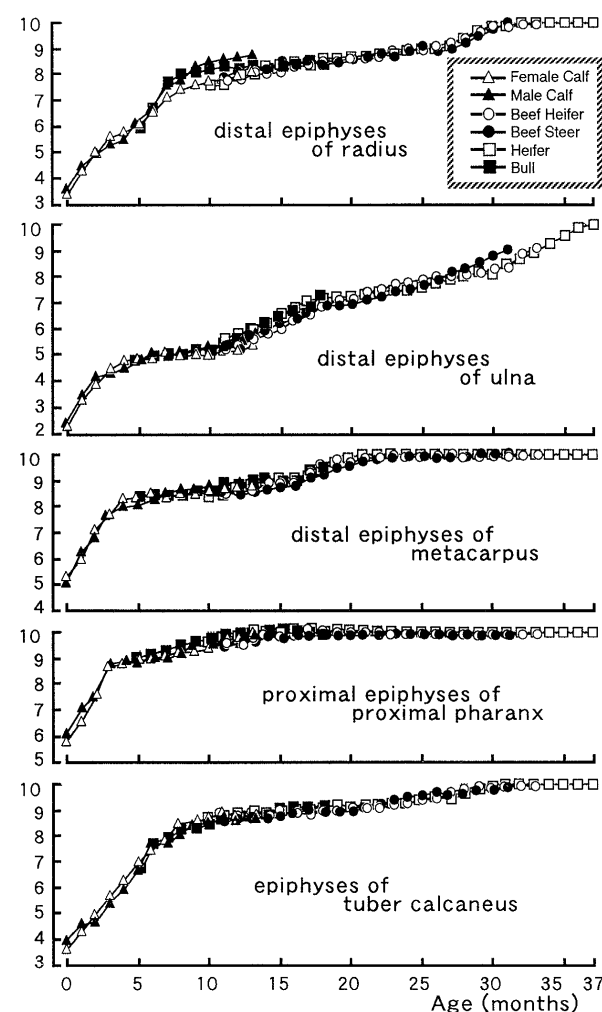 10
9
8
7
6
5
4
3
distal epiphyses
of radius
Female Calf
Male Calf
Beef Heifer
Beef Steer
Heifer
Bull
10
9
8
7
6
5
4
3
2
distal epiphyses
of ulna
10
9
8
7
6
5
4
distal epiphyses of
metacarpus
10
9
8
7
6
5
proximal epiphyses of
proximal pharanx
10
9
8
7
6
5
4
3
epiphyses of
tuber calcaneus
0 5 10 15 20 25 30 35 37
Age (months)